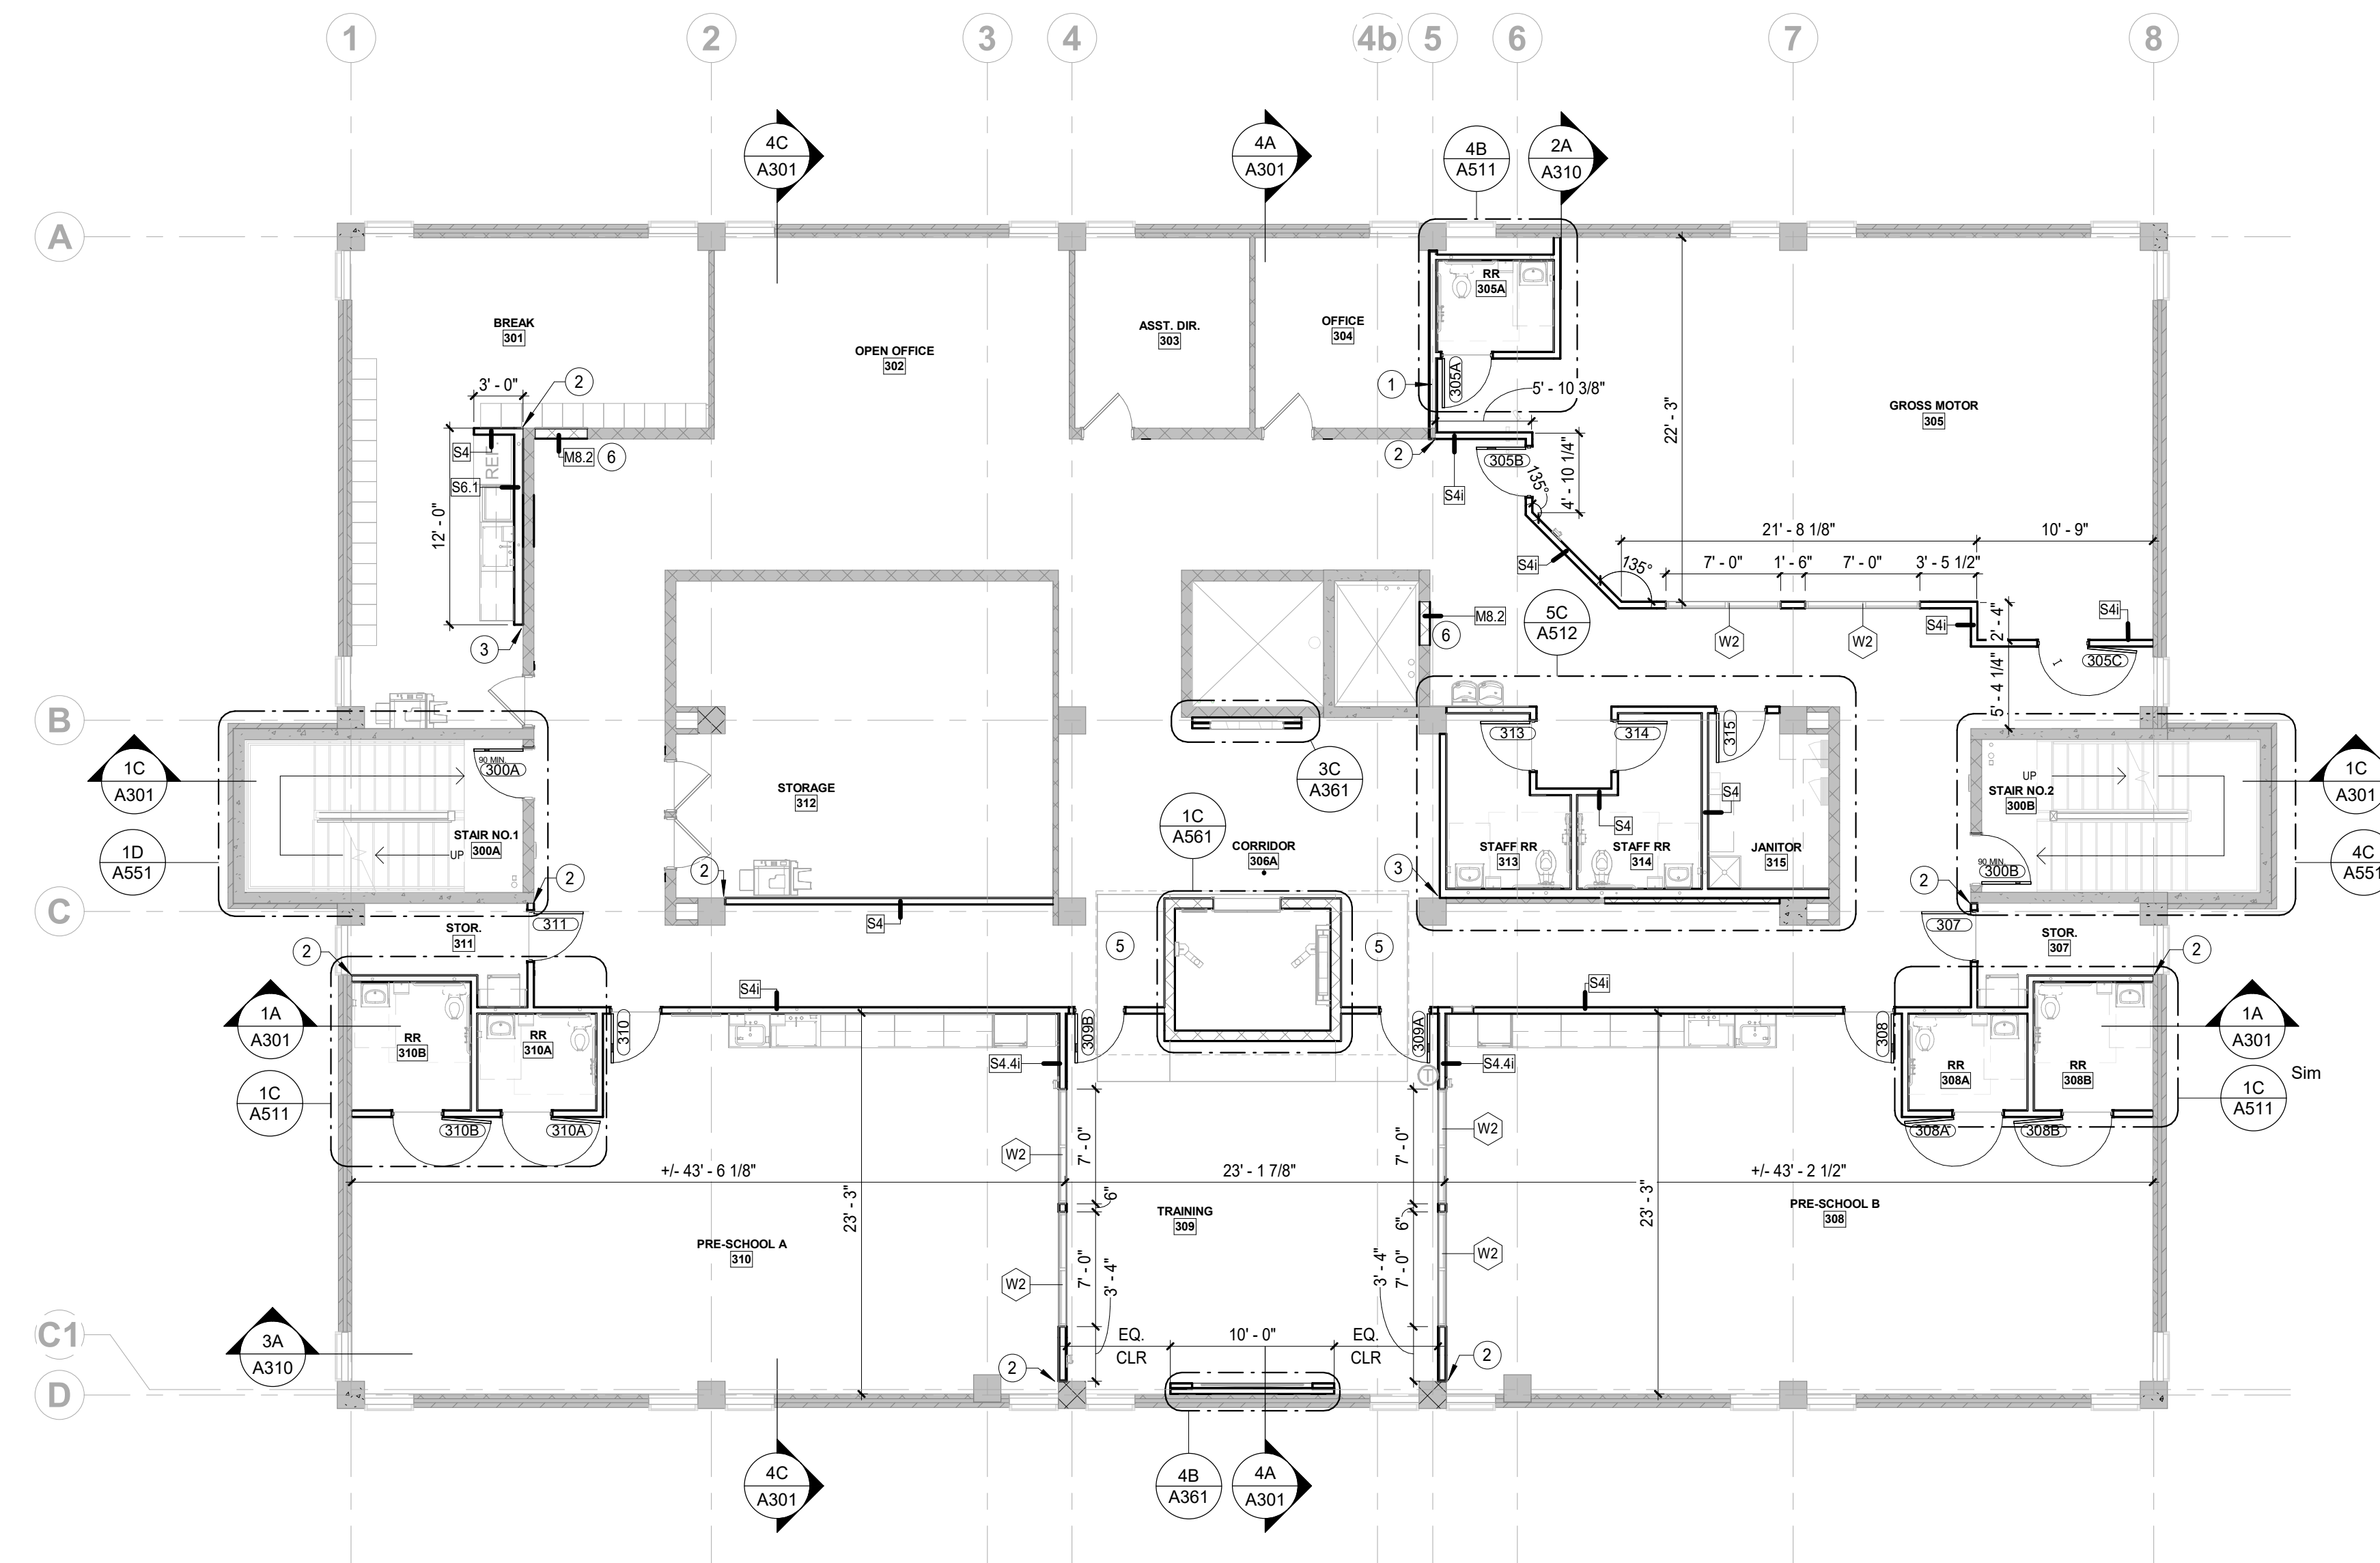 1
2
3
4
4b
5
6
7
8
4C
A301
4A
A301
4B
A511
2A
A310
A
RR
305A
BREAK
301
OPEN OFFICE
302
ASST. DIR.
303
OFFICE
304
3' - 0"
2
1
305A
5' - 10 3/8"
22' - 3"
GROSS MOTOR
305
S4
REF.
M8.2
6
2
305B
S6.1
S4i
135°
4' - 10 1/4"
12' - 0"
21' - 8 1/8"
10' - 9"
S4i
135°
7' - 0"
1' - 6"
7' - 0"
3' - 5 1/2"
5C
A512
M8.2
6
W2
W2
S4i
2' - 4"
S4i
3
305C
5' - 4 1/4"
B
313
314
315
1C
A301
90 MIN.
300A
3C
A361
UP
STAIR NO.2
300B
1C
A301
STORAGE
312
S4
S4
STAIR NO.1
300A
UP
1C
A561
CORRIDOR
306A
STAFF RR
313
STAFF RR
314
JANITOR
315
1D
A551
90 MIN.
300B
4C
A551
2
2
3
2
C
S4
311
STOR.
311
5
5
307
STOR.
307
2
2
S4i
S4i
1A
A301
RR
310B
RR
310A
310
309B
309A
308
1A
A301
S4.4i
S4.4i
T
RR
308A
RR
308B
Sim
1C
A511
1C
A511
310B
310A
308A
308B
W2
7' - 0"
7' - 0"
W2
+/- 43' - 6 1/8"
23' - 1 7/8"
+/- 43' - 2 1/2"
23' - 3"
6"
6"
23' - 3"
TRAINING
309
PRE-SCHOOL B
308
PRE-SCHOOL A
310
W2
7' - 0"
3' - 4"
3' - 4"
7' - 0"
W2
C1
3A
A310
EQ.
CLR
10' - 0"
EQ.
CLR
2
2
D
4C
A301
4B
A361
4A
A301